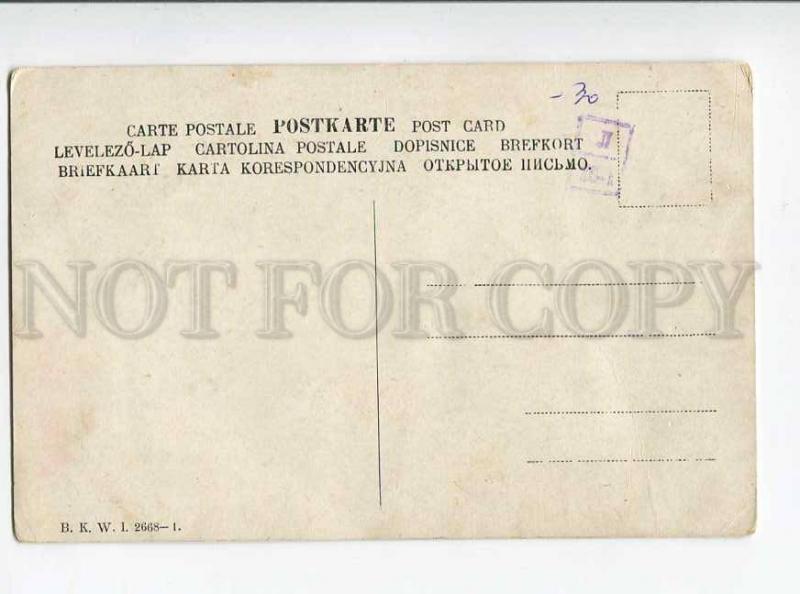 - 30
CARTE POSTALE POSTKARTE POST CARD
LEVELEZŐ-LAP CARTOLINA POSTALE DOPISNICE BREFKORT
BRIEFKAART KARTA KORESPONDENCYJNA ОТКРЫТОЕ ПИСЬМО.
Л
NOT FOR COPY
B. K. W. I. 2668-1.